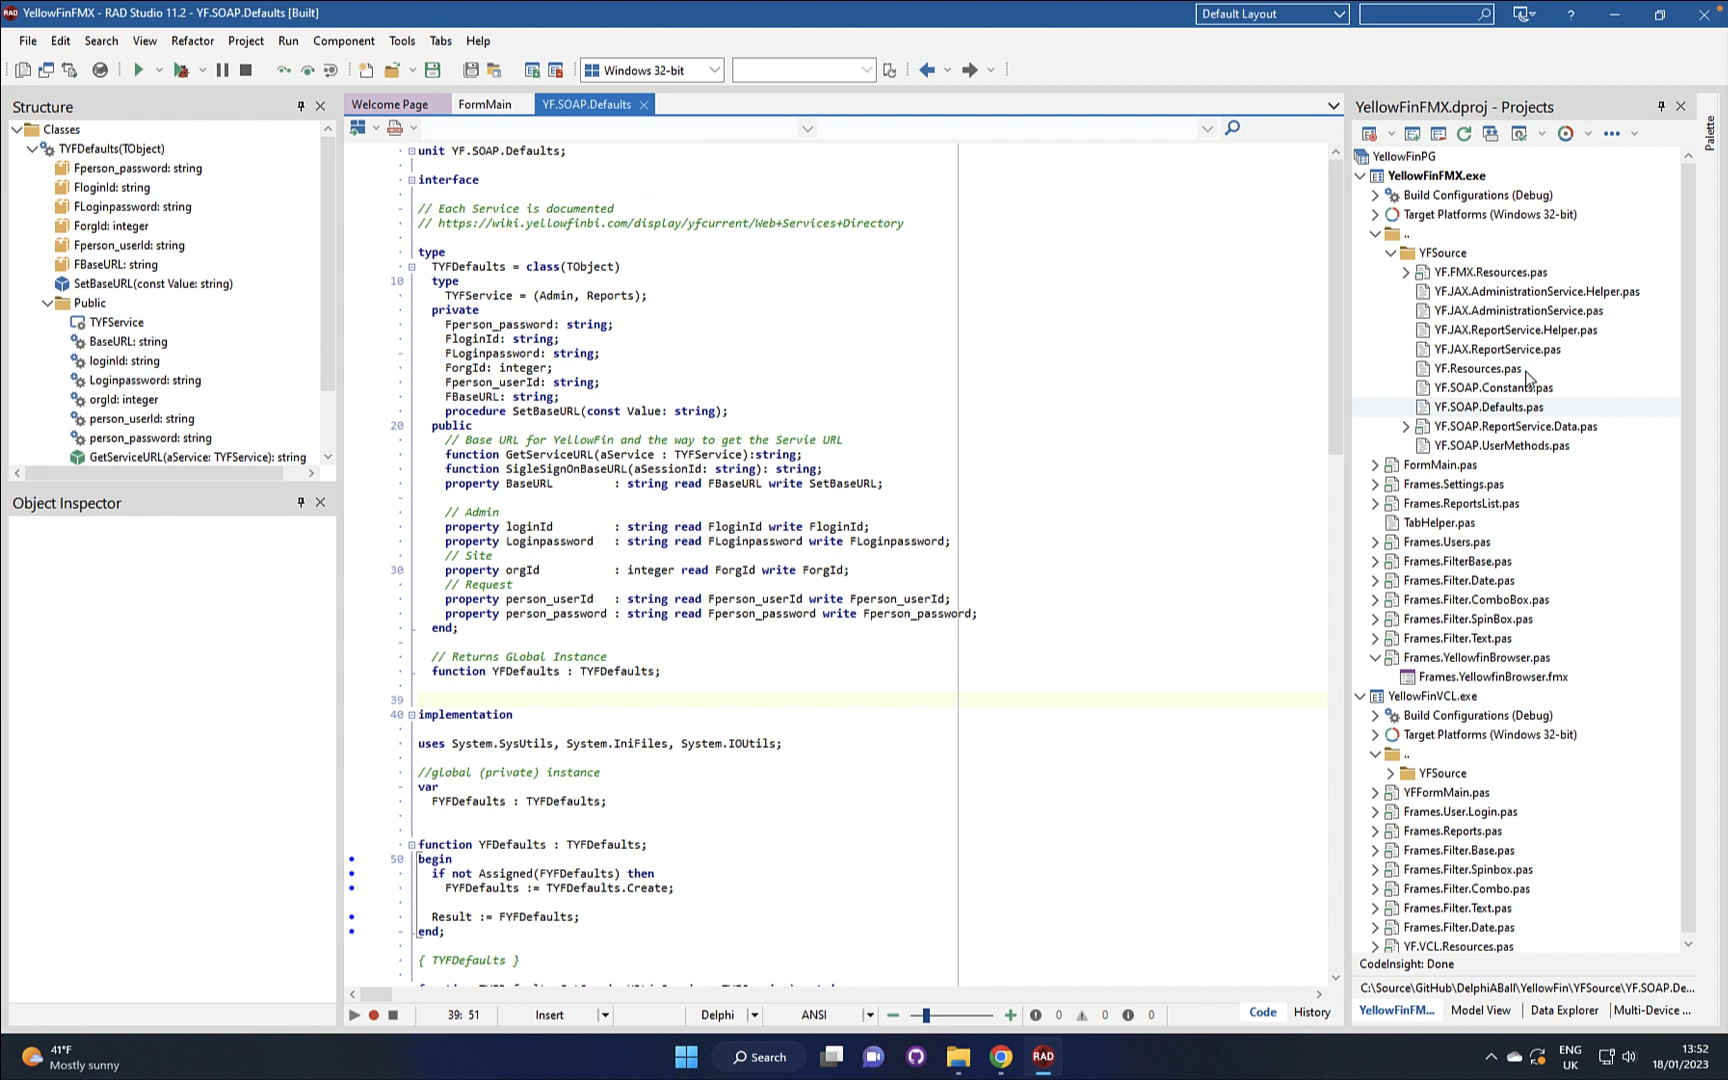 YellowFinFMX - RAD Studio 11.2 - YF.SOAP.Defaults [Built]
Default Layout
File Edit Search View Refactor Project Run Component Tools Tabs Help
Windows 32-bit
Structure
Classes
TYFDefaults(TObject)
Fperson_password: string
FloginId: string
FLoginpassword: string
ForgId: integer
Fperson_userId: string
FBaseURL: string
SetBaseURL(const Value: string)
Public
TYFService
BaseURL: string
loginId: string
Loginpassword: string
orgId: integer
person_userId: string
person_password: string
GetServiceURL(aService: TYFService): string
Object Inspector
Welcome Page FormMain YF.SOAP.Defaults
unit YF.SOAP.Defaults;
interface
// Each Service is documented
// https://wiki.yellowfinbi.com/display/yfcurrent/Web+Services+Directory
type
TYFDefaults = class(TObject)
10 type
TYFService = (Admin, Reports);
private
Fperson_password: string;
FloginId: string;
FLoginpassword: string;
ForgId: integer;
Fperson_userId: string;
FBaseURL: string;
procedure SetBaseURL(const Value: string);
20 public
// Base URL for YellowFin and the way to get the Servie URL
function GetServiceURL(aService : TYFService):string;
function SigleSignOnBaseURL(aSessionId: string): string;
property BaseURL : string read FBaseURL write SetBaseURL;
// Admin
property loginId : string read FloginId write FloginId;
property Loginpassword : string read FLoginpassword write FLoginpassword;
// Site
30 property orgId : integer read ForgId write ForgId;
// Request
property person_userId : string read Fperson_userId write Fperson_userId;
property person_password : string read Fperson_password write Fperson_password;
end;
// Returns GLobal Instance
function YFDefaults : TYFDefaults;
39
40 implementation
uses System.SysUtils, System.IniFiles, System.IOUtils;
//global (private) instance
var
FYFDefaults : TYFDefaults;
function YFDefaults : TYFDefaults;
50 begin
if not Assigned(FYFDefaults) then
FYFDefaults := TYFDefaults.Create;
Result := FYFDefaults;
end;
{ TYFDefaults }
39: 51 Insert Delphi ANSI 0 0 0 Code History
YellowFinFMX.dproj - Projects
Palette
YellowFinPG
YellowFinFMX.exe
Build Configurations (Debug)
Target Platforms (Windows 32-bit)
..
YFSource
YF.FMX.Resources.pas
YF.JAX.AdministrationService.Helper.pas
YF.JAX.AdministrationService.pas
YF.JAX.ReportService.Helper.pas
YF.JAX.ReportService.pas
YF.Resources.pas
YF.SOAP.Constants.pas
YF.SOAP.Defaults.pas
YF.SOAP.ReportService.Data.pas
YF.SOAP.UserMethods.pas
FormMain.pas
Frames.Settings.pas
Frames.ReportsList.pas
TabHelper.pas
Frames.Users.pas
Frames.FilterBase.pas
Frames.Filter.Date.pas
Frames.Filter.ComboBox.pas
Frames.Filter.SpinBox.pas
Frames.Filter.Text.pas
Frames.YellowfinBrowser.pas
Frames.YellowfinBrowser.fmx
YellowFinVCL.exe
Build Configurations (Debug)
Target Platforms (Windows 32-bit)
..
YFSource
YFFormMain.pas
Frames.User.Login.pas
Frames.Reports.pas
Frames.Filter.Base.pas
Frames.Filter.Spinbox.pas
Frames.Filter.Combo.pas
Frames.Filter.Text.pas
Frames.Filter.Date.pas
YF.VCL.Resources.pas
CodeInsight: Done
C:\Source\GitHub\DelphiABall\YellowFin\YFSource\YF.SOAP.De...
YellowFinFM... Model View Data Explorer Multi-Device ...
41°F
Mostly sunny
Search
RAD
ENG
UK
13:52
18/01/2023